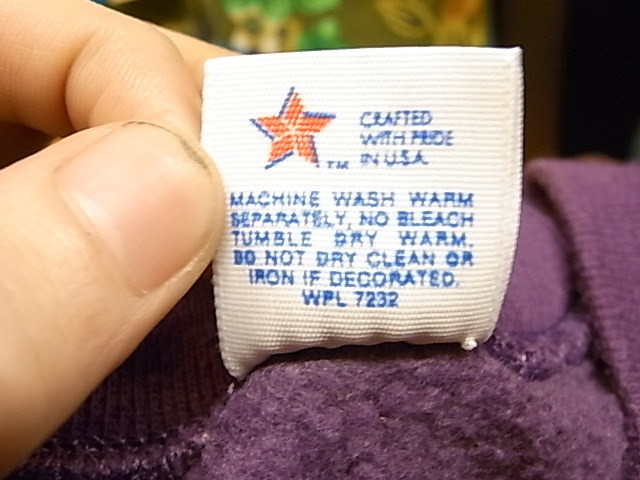 CRAFTED
WITH PRIDE
IN U.S.A.
TM
MACHINE WASH WARM
SEPARATELY, NO BLEACH
TUMBLE DRY WARM.
DO NOT DRY CLEAN OR
IRON IF DECORATED.
WPL 7232